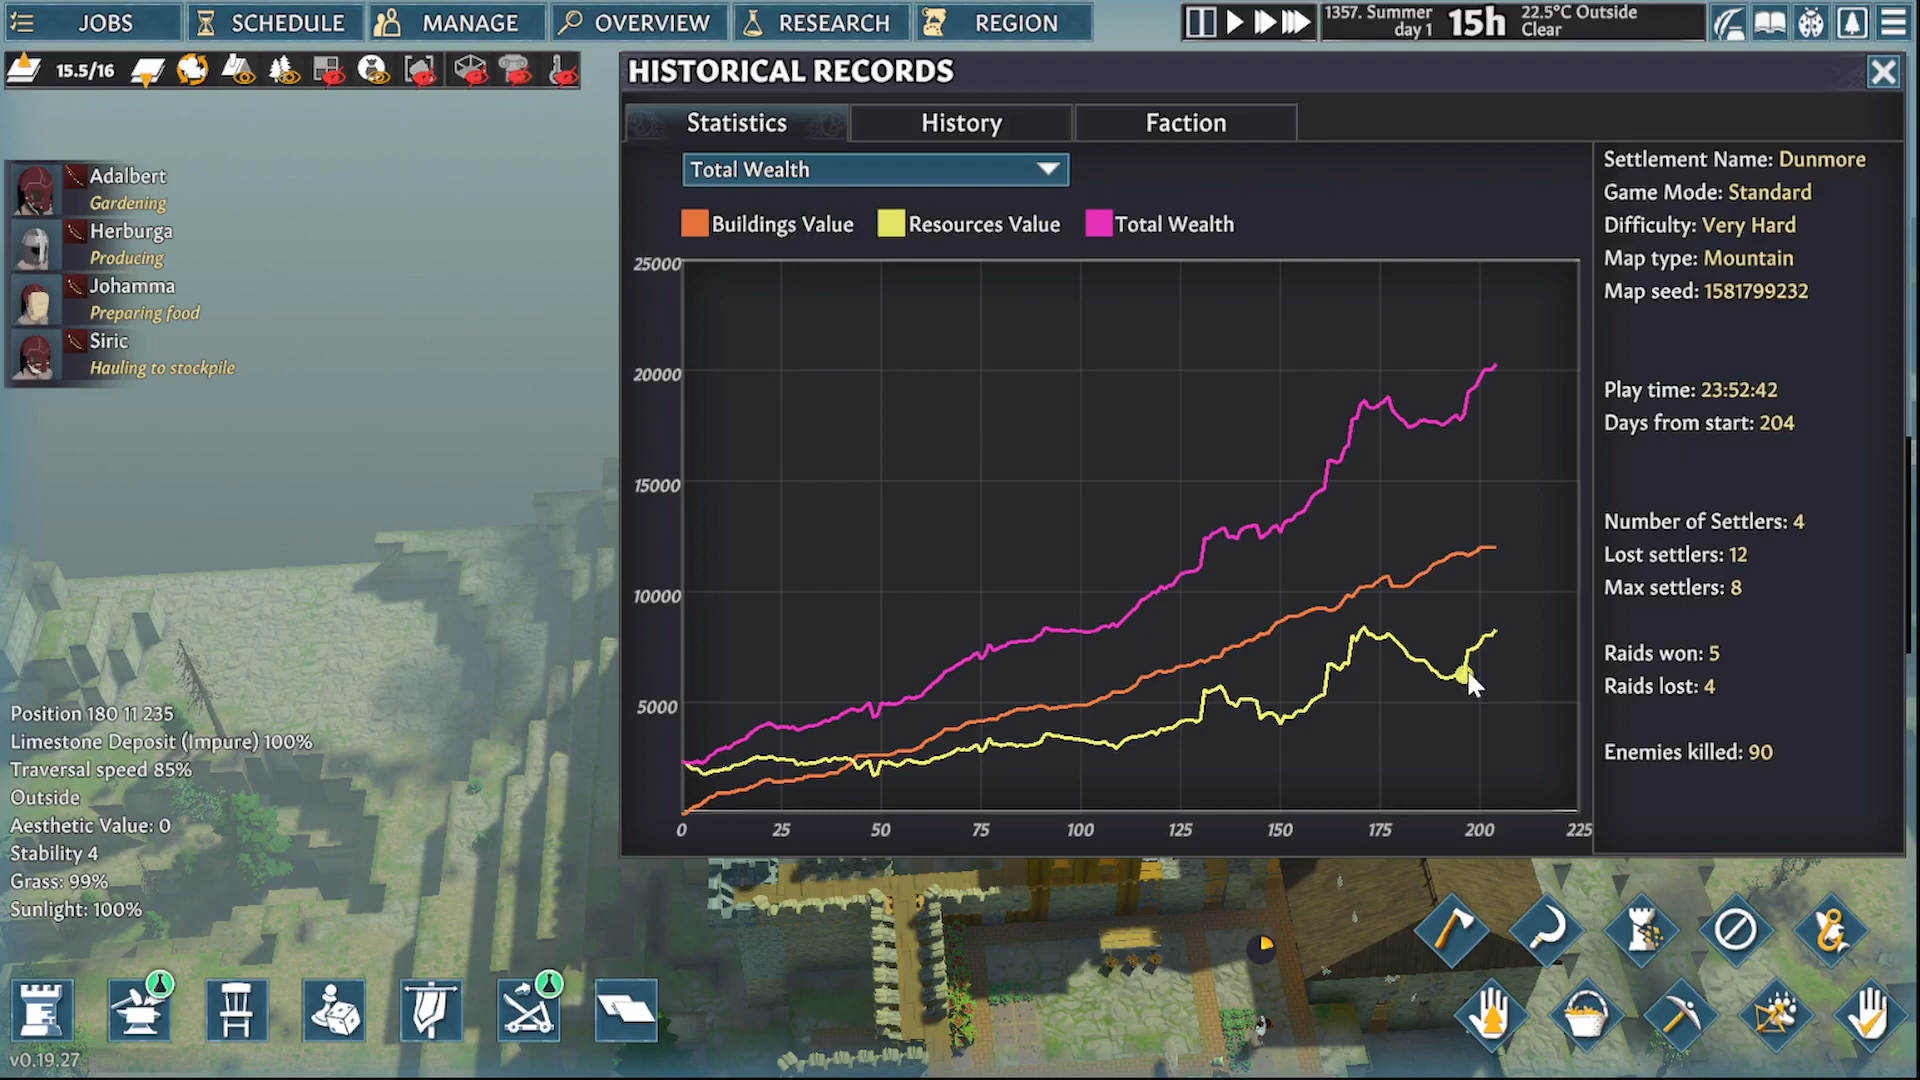 JOBS
SCHEDULE
MANAGE
OVERVIEW
RESEARCH
REGION
1357. Summer
day 1
15h
22.5°C Outside
Clear
15.5/16
HISTORICAL RECORDS
Statistics
History
Faction
Total Wealth
Buildings Value
Resources Value
Total Wealth
25000
20000
15000
10000
5000
0
25
50
75
100
125
150
175
200
225
Settlement Name: Dunmore
Game Mode: Standard
Difficulty: Very Hard
Map type: Mountain
Map seed: 1581799232
Play time: 23:52:42
Days from start: 204
Number of Settlers: 4
Lost settlers: 12
Max settlers: 8
Raids won: 5
Raids lost: 4
Enemies killed: 90
Adalbert
Gardening
Herburga
Producing
Johamma
Preparing food
Siric
Hauling to stockpile
Position 180 11 235
Limestone Deposit (Impure) 100%
Traversal speed 85%
Outside
Aesthetic Value: 0
Stability 4
Grass: 99%
Sunlight: 100%
v0.19.27